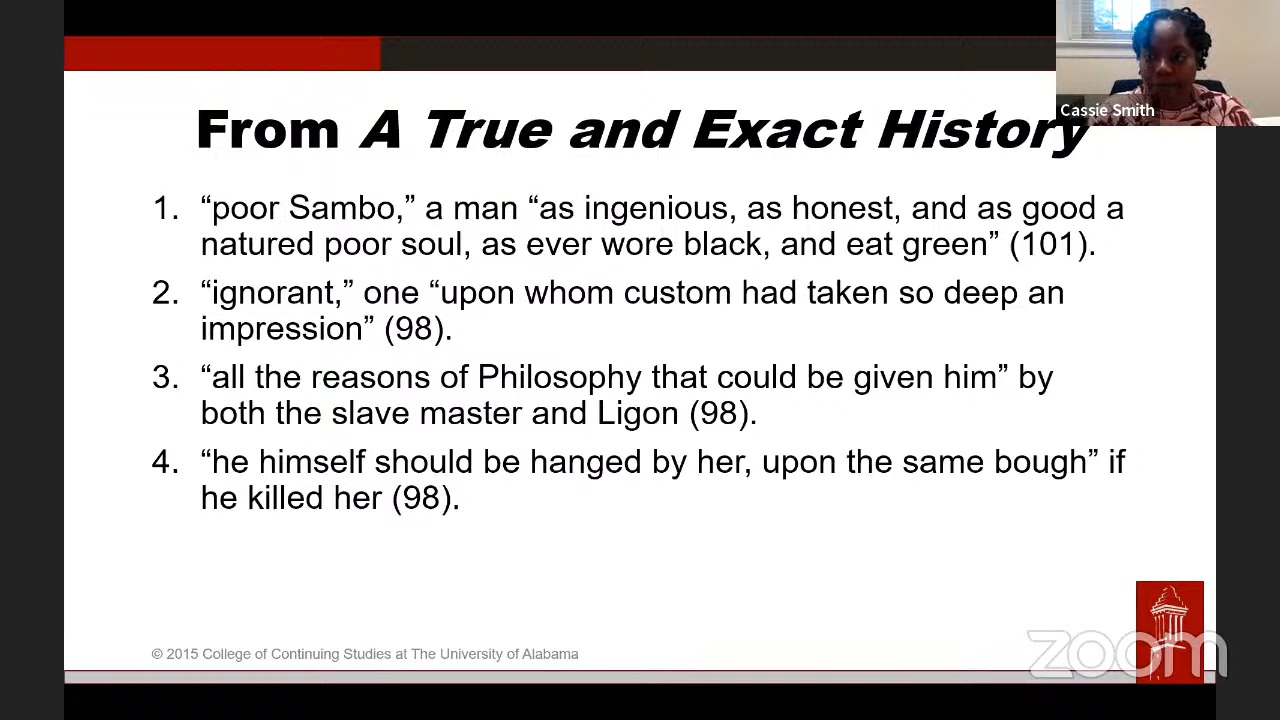 Cassie Smith
From A True and Exact History
1. “poor Sambo,” a man “as ingenious, as honest, and as good a
natured poor soul, as ever wore black, and eat green” (101).
2. “ignorant,” one “upon whom custom had taken so deep an
impression” (98).
3. “all the reasons of Philosophy that could be given him” by
both the slave master and Ligon (98).
4. “he himself should be hanged by her, upon the same bough” if
he killed her (98).
© 2015 College of Continuing Studies at The University of Alabama
zoom